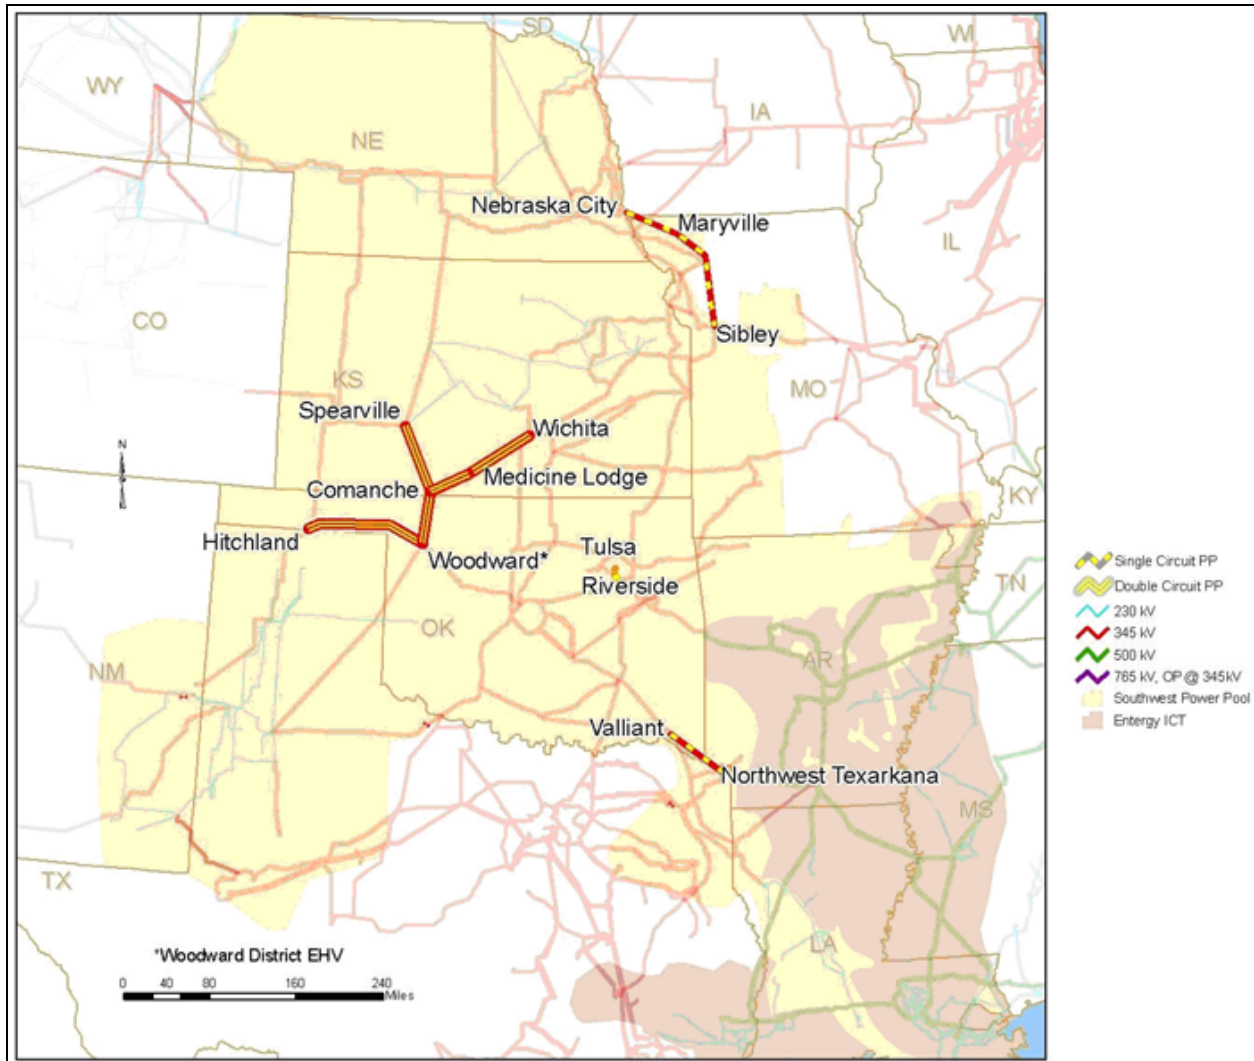 SD
WI
WY
IA
NE
Nebraska City
Maryville
IL
CO
Sibley
KS
MO
Spearville
Wichita
N
Medicine Lodge
Comanche
KY
Hitchland
Woodward*
Tulsa
Riverside
TN
OK
AR
NM
Valliant
Northwest Texarkana
MS
TX
LA
*Woodward District EHV
0 40 80 160 240
Miles
Single Circuit PP
Double Circuit PP
230 kV
345 kV
500 kV
765 kV, OP @ 345kV
Southwest Power Pool
Entergy ICT